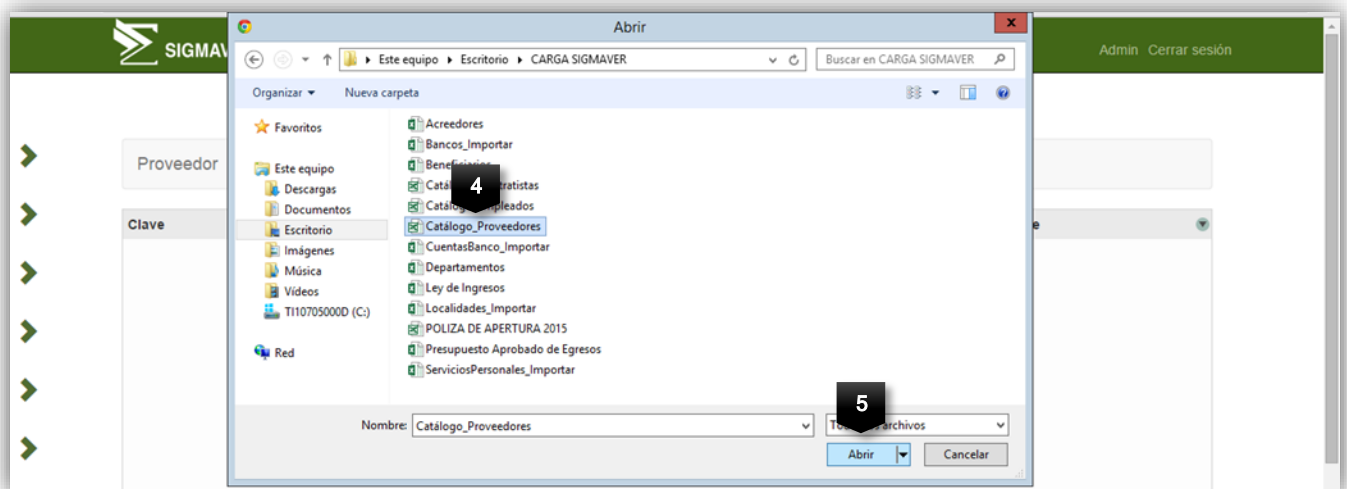 Abrir
x
SIGMAV
Admin Cerrar sesión
Este equipo Escritorio CARGA SIGMAVER
Buscar en CARGA SIGMAVER
Organizar Nueva carpeta
Favoritos
Este equipo
Descargas
Documentos
Escritorio
Imágenes
Música
Vídeos
TI10705000D (C:)
Red
Acreedores
Bancos_Importar
4
Catálogo_Proveedores
CuentasBanco_Importar
Departamentos
Ley de Ingresos
Localidades_Importar
POLIZA DE APERTURA 2015
Presupuesto Aprobado de Egresos
ServiciosPersonales_Importar
Proveedor
Clave
e
5
Nombre: Catálogo_Proveedores
archivos
Abrir Cancelar